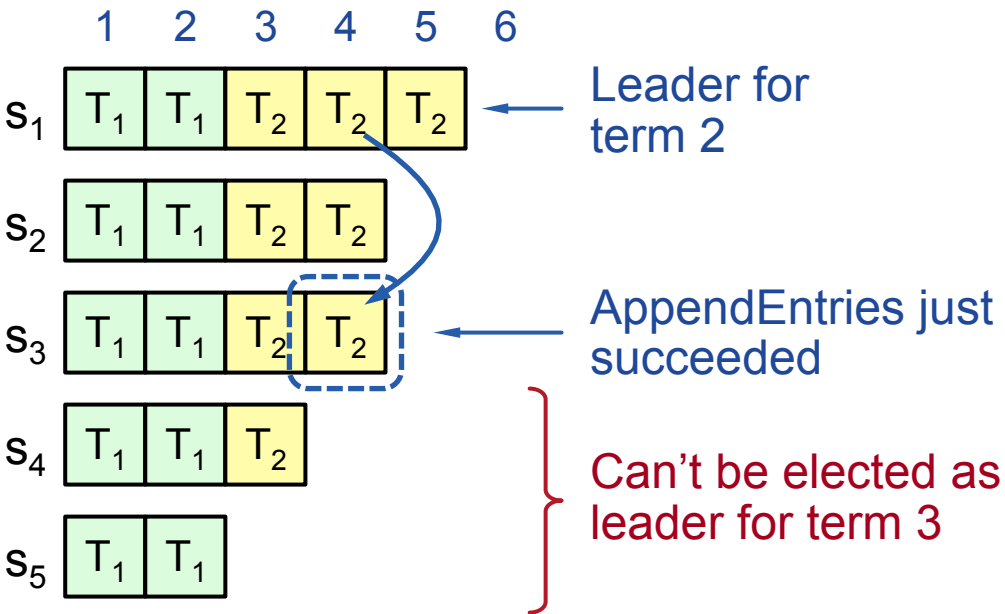 1 2 3 4 5 6
s₁ T₁ T₁ T₂ T₂ T₂ Leader for
term 2
s₂ T₁ T₁ T₂ T₂
s₃ T₁ T₁ T₂ T₂ AppendEntries just
succeeded
s₄ T₁ T₁ T₂
Can’t be elected as
leader for term 3
s₅ T₁ T₁